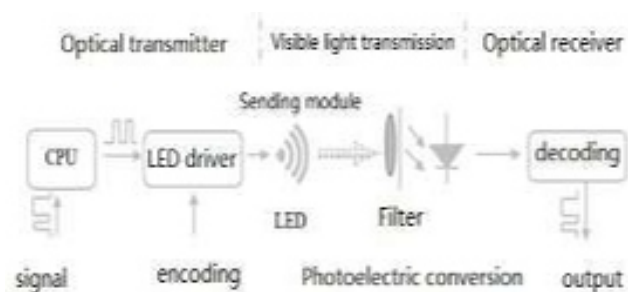 Optical transmitter Visible light transmission Optical receiver
Sending module
CPU LED driver decoding
LED Filter
signal encoding Photoelectric conversion output